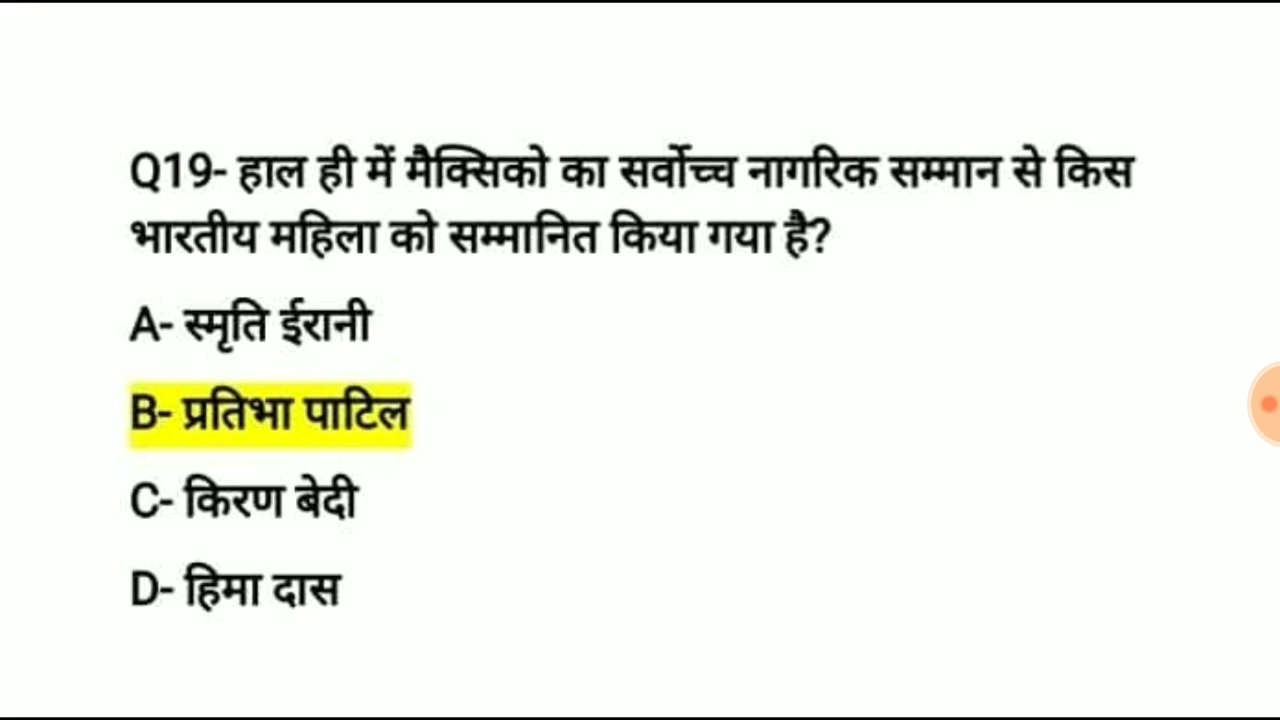 Q19- हाल ही में मैक्सिको का सर्वोच्च नागरिक सम्मान से किस
भारतीय महिला को सम्मानित किया गया है?
A- स्मृति ईरानी
B- प्रतिभा पाटिल
C- किरण बेदी
D- हिमा दास